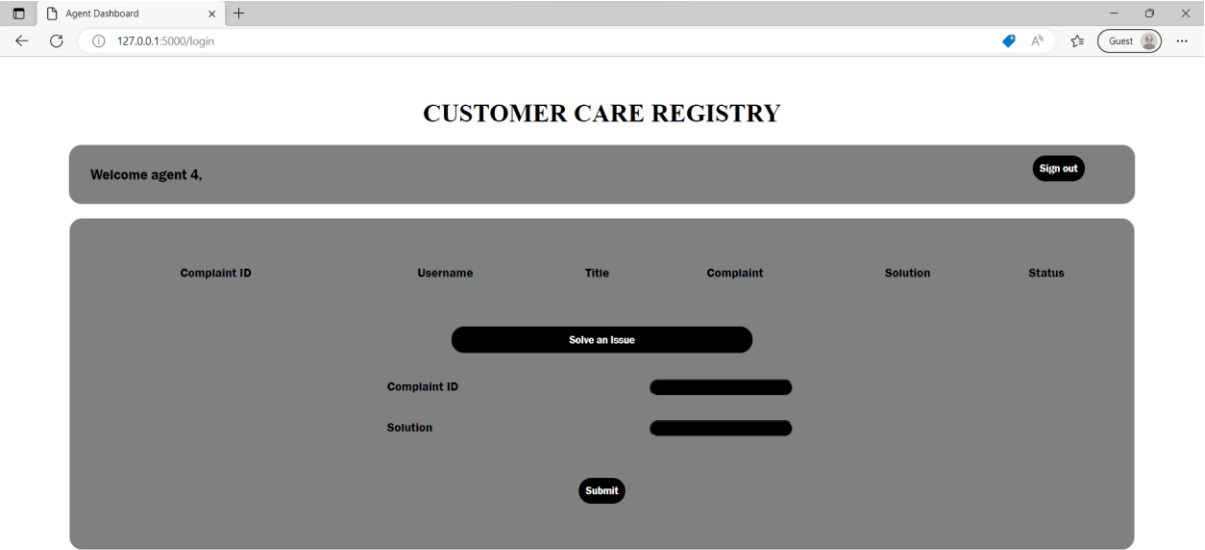 Agent Dashboard
127.0.0.1:5000/login
Guest
CUSTOMER CARE REGISTRY
Welcome agent 4,
Sign out
Complaint ID Username Title Complaint Solution Status
Solve an Issue
Complaint ID
Solution
Submit